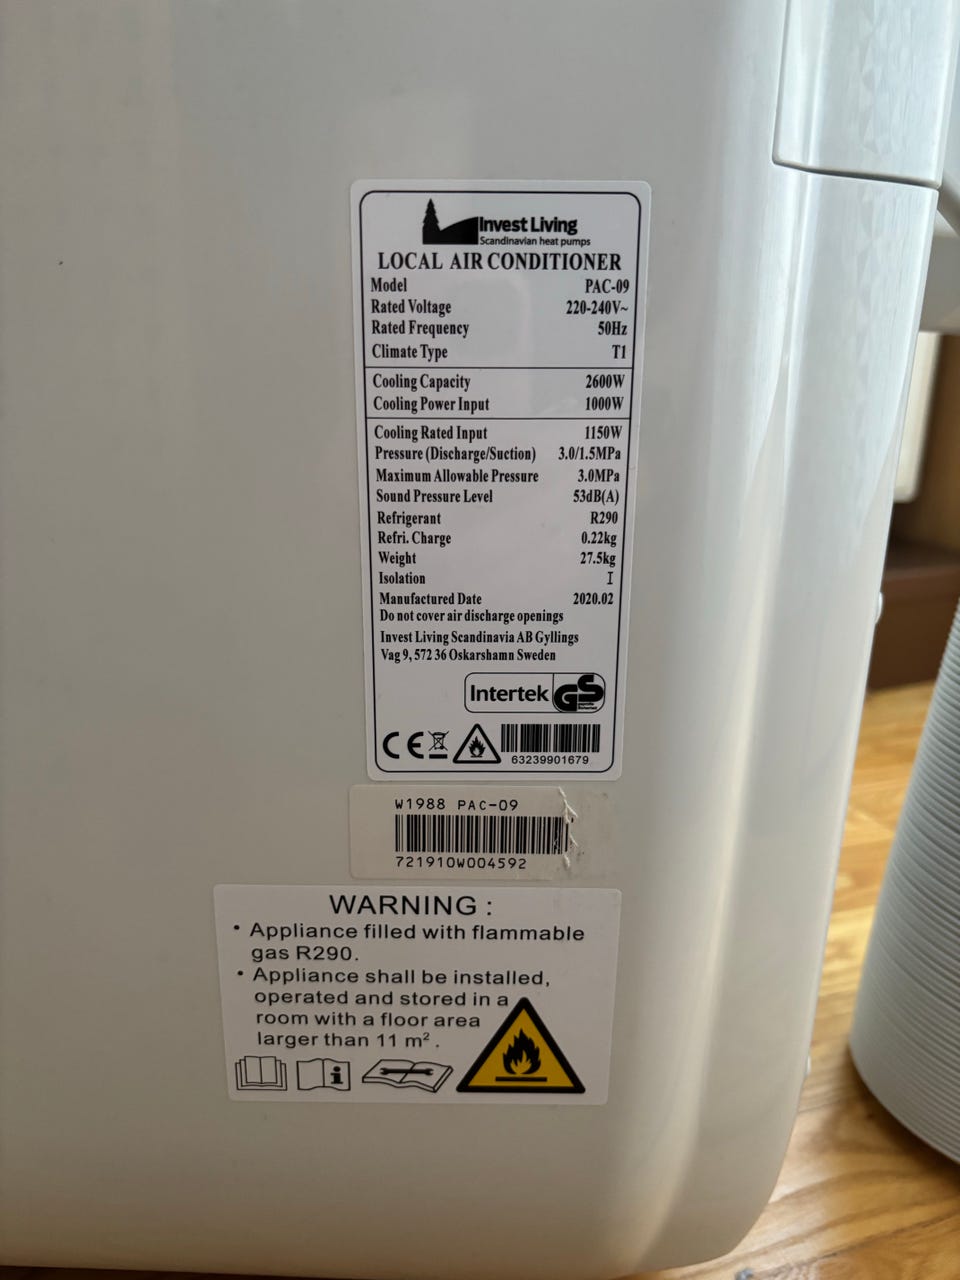 Invest Living
Scandinavian heat pumps
LOCAL AIR CONDITIONER
Model PAC-09
Rated Voltage 220-240V~
Rated Frequency 50Hz
Climate Type T1
Cooling Capacity 2600W
Cooling Power Input 1000W
Cooling Rated Input 1150W
Pressure (Discharge/Suction) 3.0/1.5MPa
Maximum Allowable Pressure 3.0MPa
Sound Pressure Level 53dB(A)
Refrigerant R290
Refri. Charge 0.22kg
Weight 27.5kg
Isolation I
Manufactured Date 2020.02
Do not cover air discharge openings
Invest Living Scandinavia AB Gyllings
Vag 9, 572 36 Oskarshamn Sweden
Intertek GS
CE
63239901679
W1988 PAC-09
721910W004592
WARNING :
• Appliance filled with flammable
gas R290.
• Appliance shall be installed,
operated and stored in a
room with a floor area
larger than 11 m².